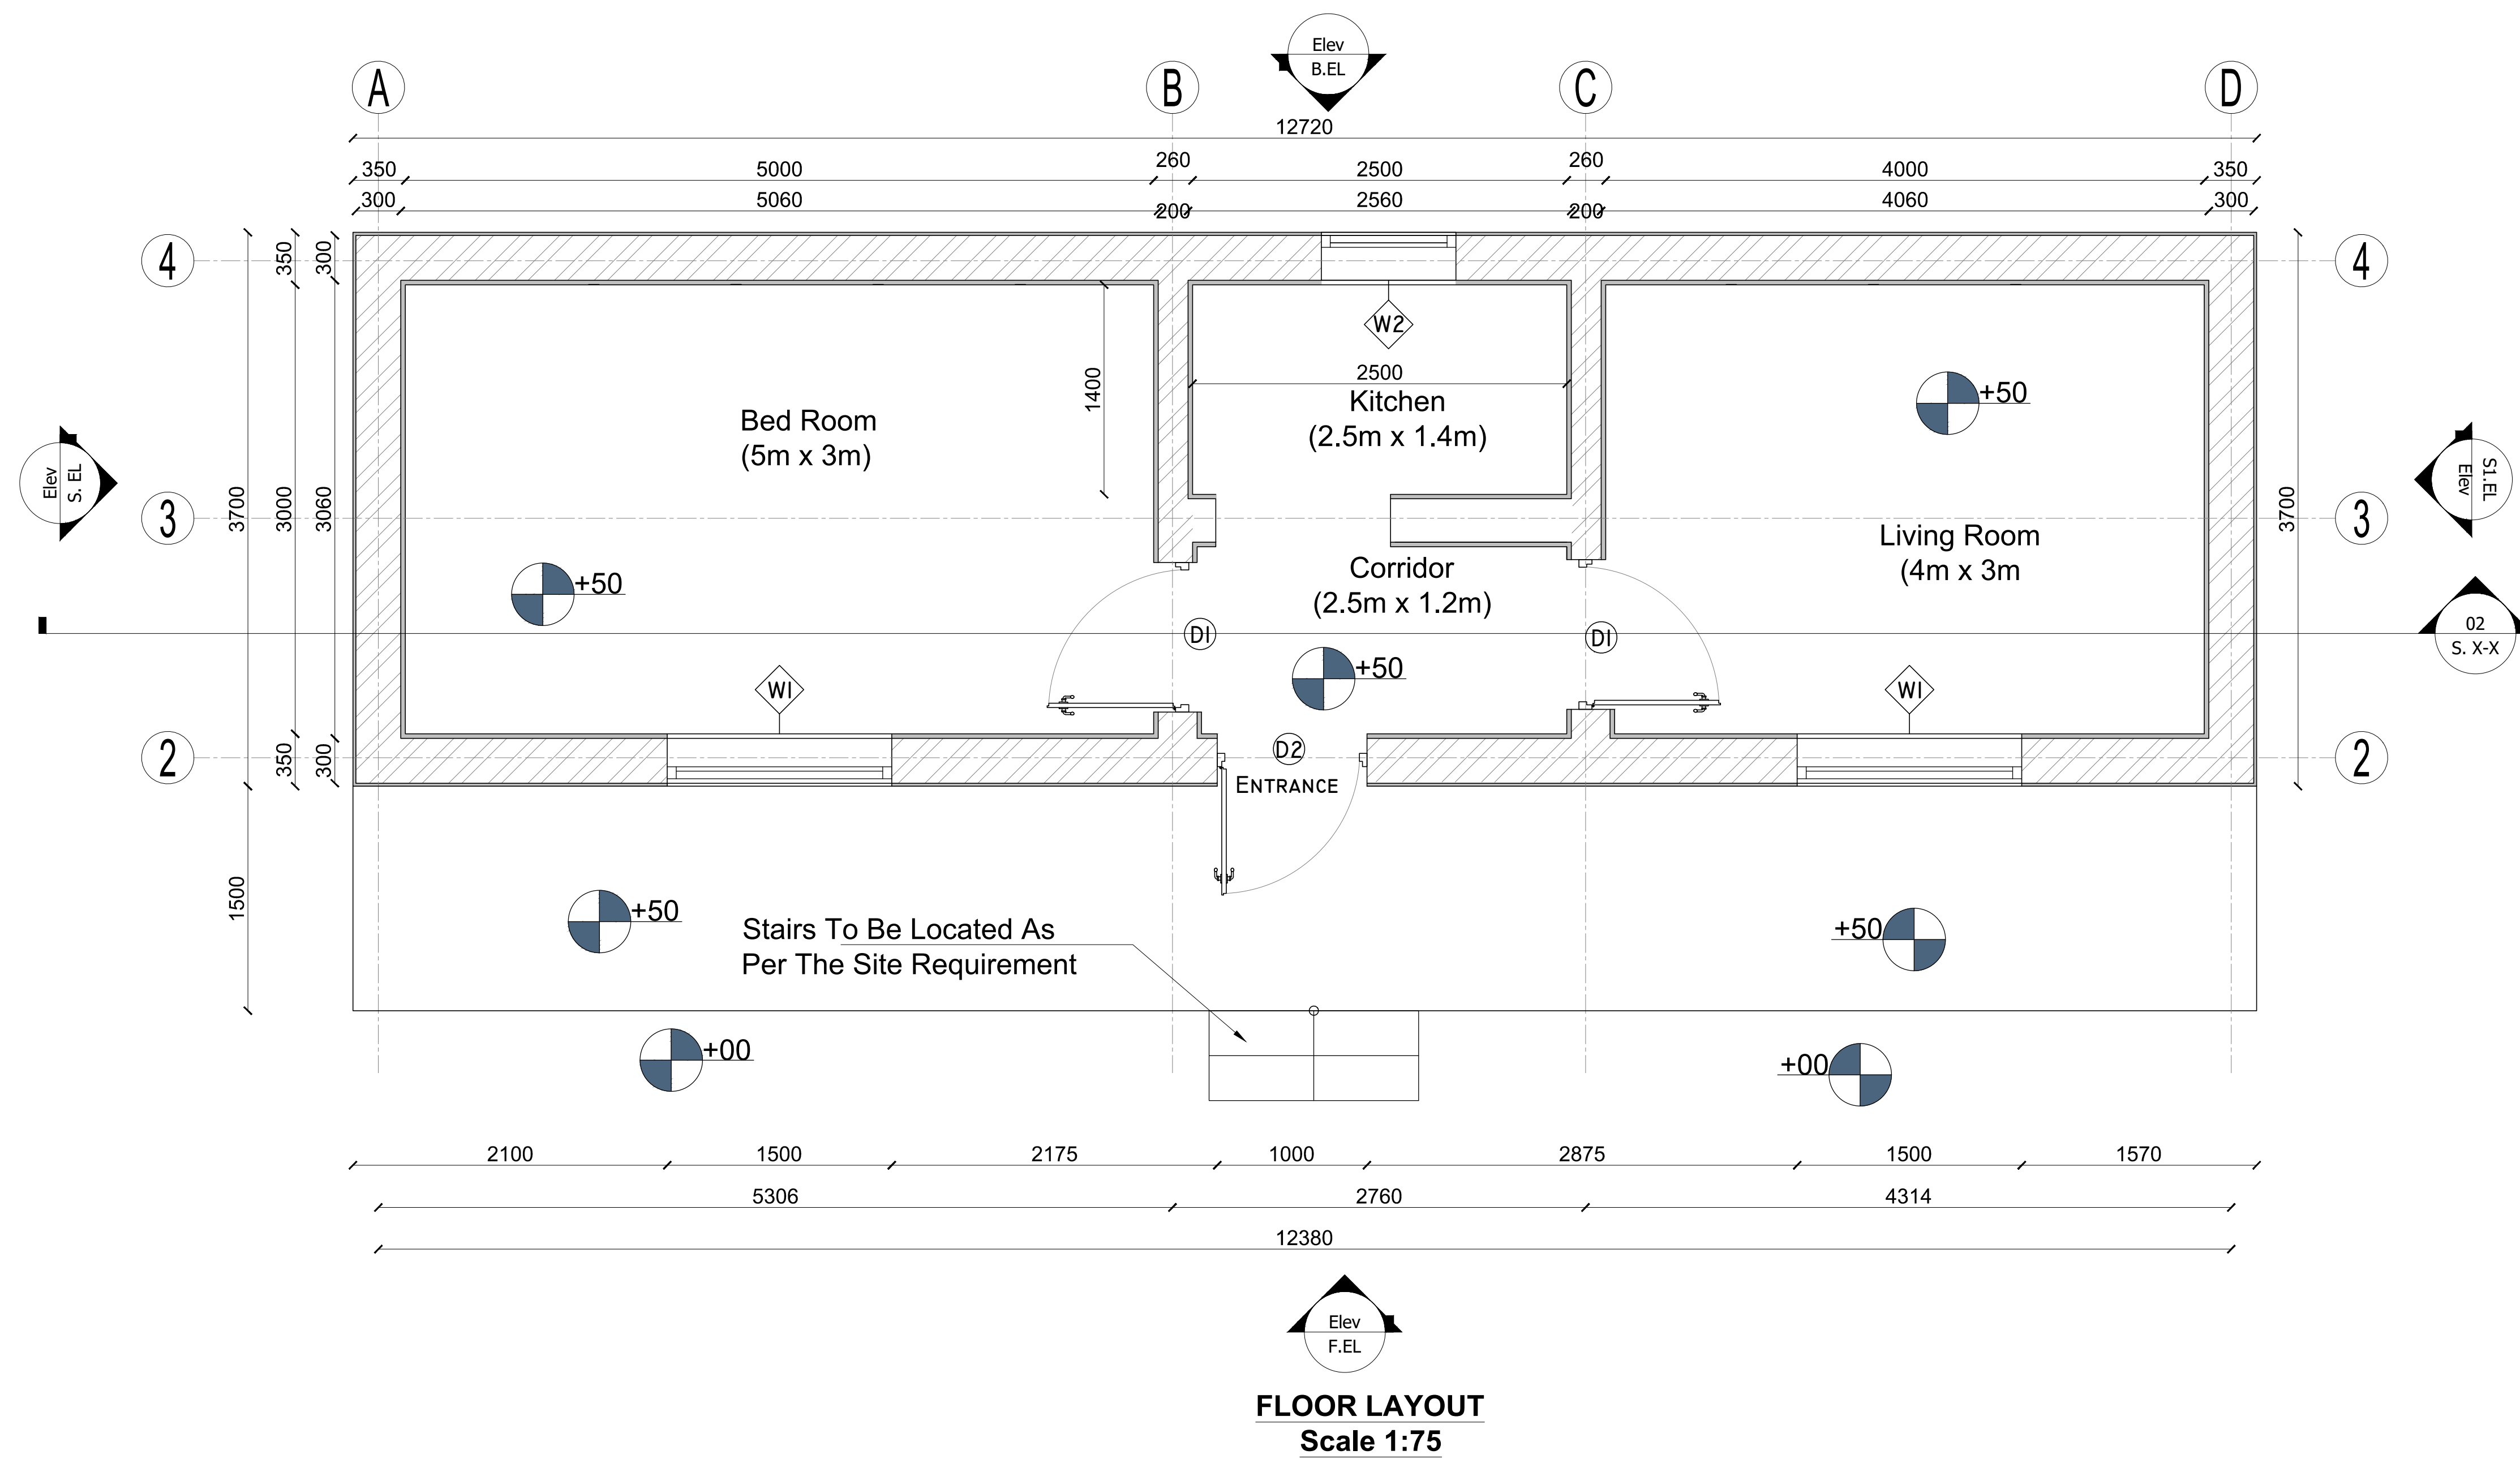 Elev
B.EL
A
B
C
D
12720
350
5000
260
2500
260
4000
350
300
5060
200
2560
200
4060
300
4
4
350
300
W2
2500
1400
Kitchen
(2.5m x 1.4m)
+50
Bed Room
(5m x 3m)
Elev
S. EL
S1.EL
Elev
3700
3000
3060
3700
3
3
Living Room
(4m x 3m
Corridor
(2.5m x 1.2m)
+50
D1
D1
02
S. X-X
+50
W1
W1
350
300
2
2
D2
ENTRANCE
1500
+50
+50
Stairs To Be Located As
Per The Site Requirement
+00
+00
2100
1500
2175
1000
2875
1500
1570
5306
2760
4314
12380
Elev
F.EL
FLOOR LAYOUT
Scale 1:75